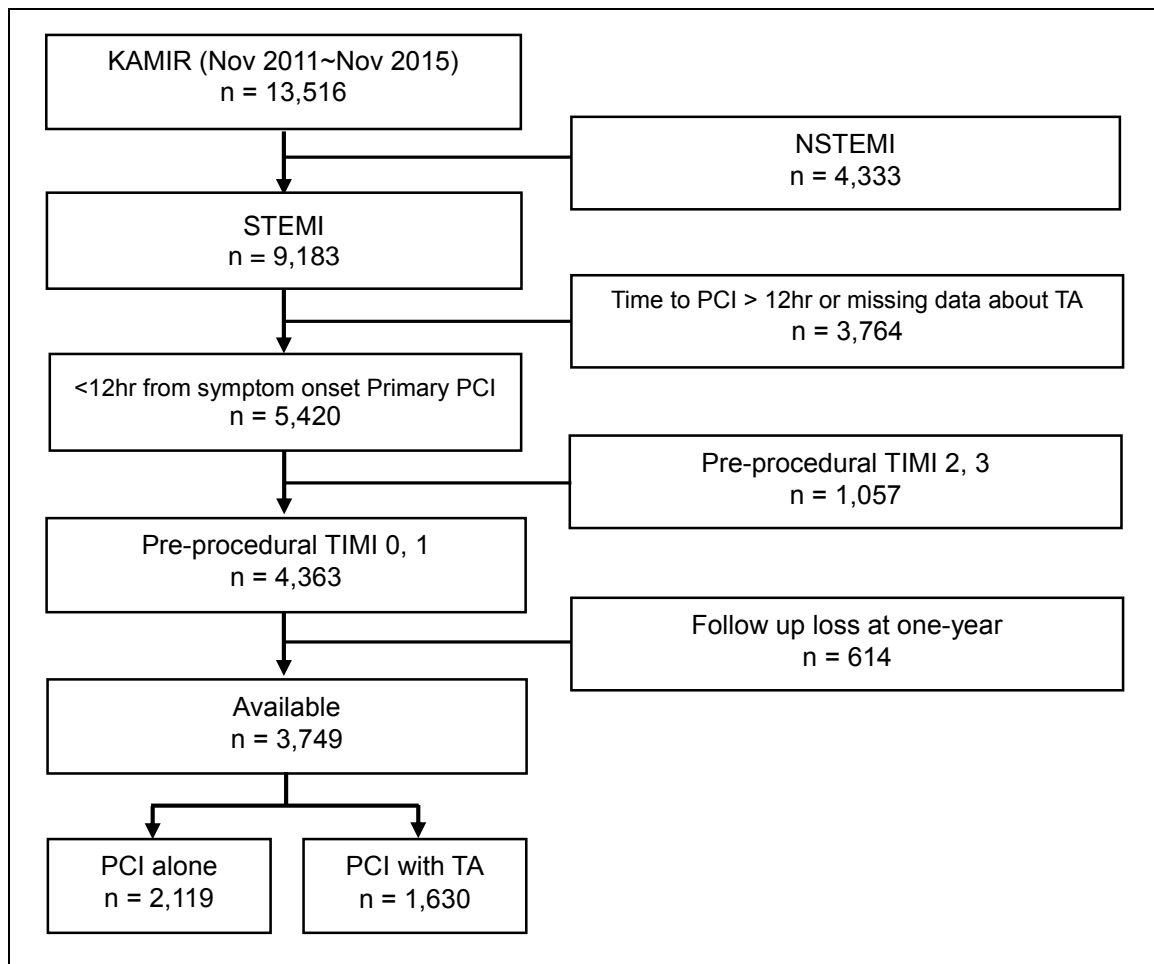 KAMIR (Nov 2011~Nov 2015)
n = 13,516
NSTEMI
n = 4,333
STEMI
n = 9,183
Time to PCI > 12hr or missing data about TA
n = 3,764
<12hr from symptom onset Primary PCI
n = 5,420
Pre-procedural TIMI 2, 3
n = 1,057
Pre-procedural TIMI 0, 1
n = 4,363
Follow up loss at one-year
n = 614
Available
n = 3,749
PCI alone
n = 2,119
PCI with TA
n = 1,630